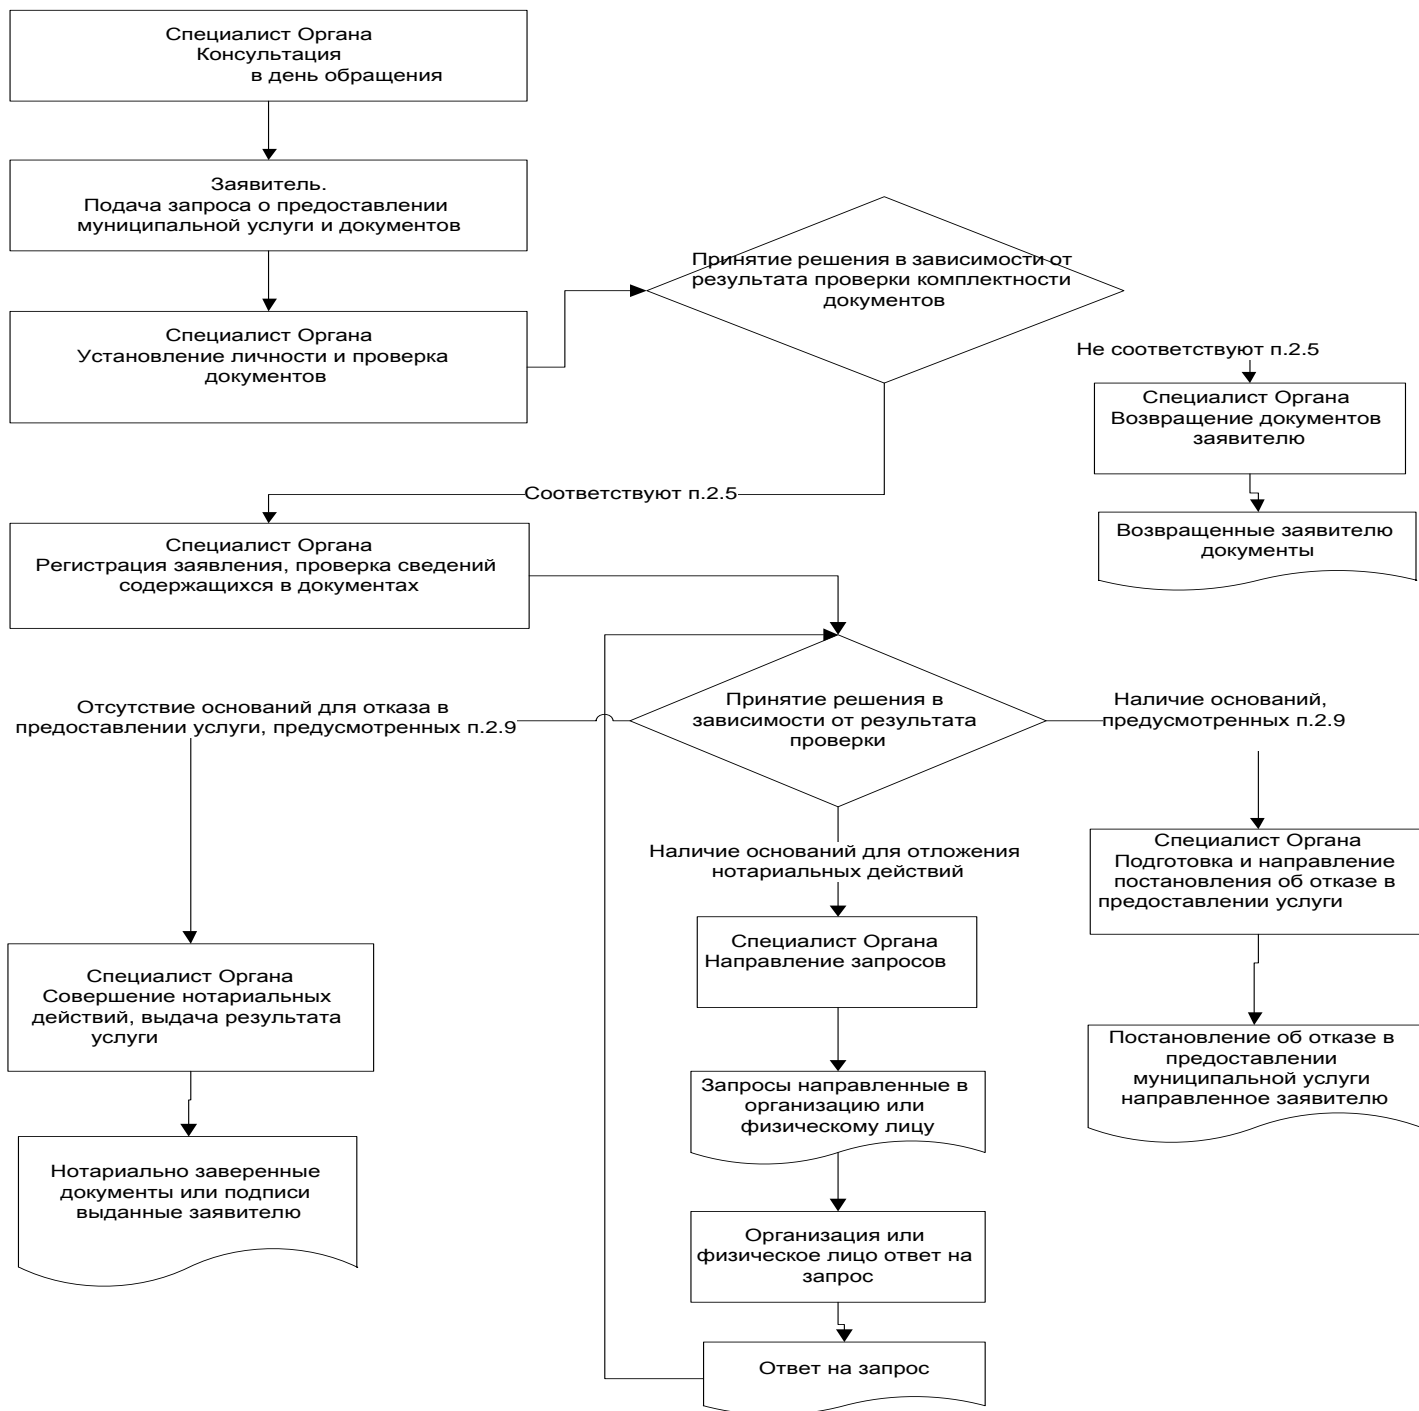 Специалист Органа
Консультация
в день обращения
Заявитель.
Подача запроса о предоставлении
муниципальной услуги и документов
Специалист Органа
Установление личности и проверка
документов
Принятие решения в зависимости от
результата проверки комплектности
документов
Не соответствуют п.2.5
Специалист Органа
Возвращение документов
заявителю
Возвращенные заявителю
документы
Соответствуют п.2.5
Специалист Органа
Регистрация заявления, проверка сведений
содержащихся в документах
Принятие решения в
зависимости от результата
проверки
Отсутствие оснований для отказа в
предоставлении услуги, предусмотренных п.2.9
Наличие оснований,
предусмотренных п.2.9
Наличие оснований для отложения
нотариальных действий
Специалист Органа
Подготовка и направление
постановления об отказе в
предоставлении услуги
Специалист Органа
Направление запросов
Специалист Органа
Совершение нотариальных
действий, выдача результата
услуги
Постановление об отказе в
предоставлении
муниципальной услуги
направленное заявителю
Запросы направленные в
организацию или
физическому лицу
Нотариально заверенные
документы или подписи
выданные заявителю
Организация или
физическое лицо ответ на
запрос
Ответ на запрос